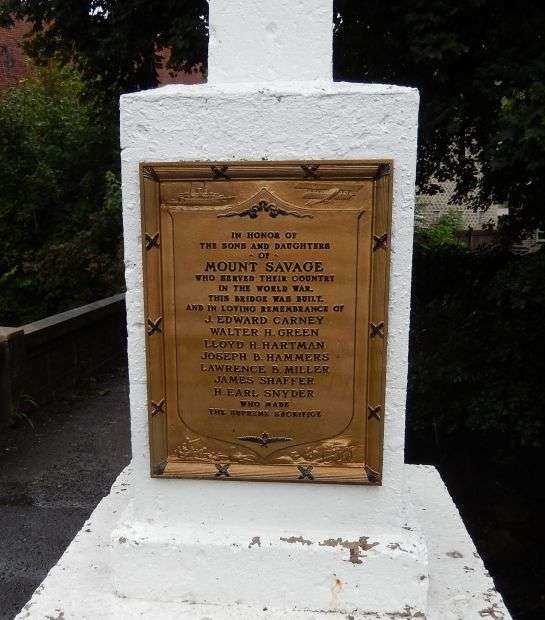 IN HONOR OF
THE SONS AND DAUGHTERS
- OF -
MOUNT SAVAGE
WHO SERVED THEIR COUNTRY
IN THE WORLD WAR.
THIS BRIDGE WAS BUILT,
AND IN LOVING REMEMBRANCE OF
J. EDWARD CARNEY
WALTER H. GREEN
LLOYD H. HARTMAN
JOSEPH B. HAMMERS
LAWRENCE B. MILLER
JAMES SHAFFER
H. EARL SNYDER
WHO MADE
THE SUPREME SACRIFICE